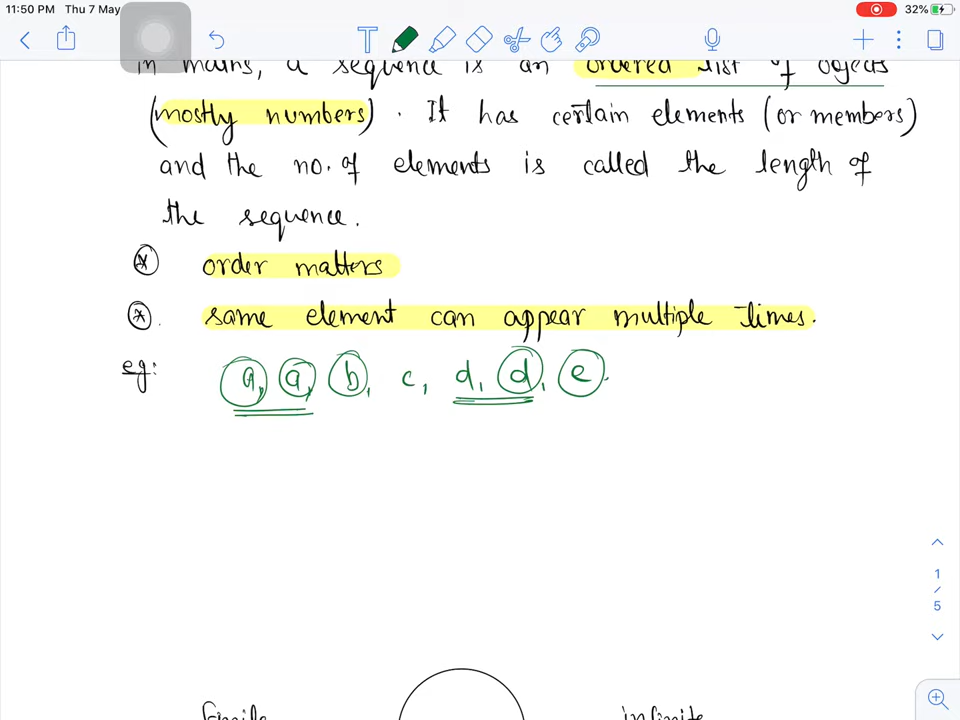 11:50 PM Thu 7 May
32%
in maths, a sequence is an ordered list of objects
(mostly numbers). It has certain elements (or members)
and the no. of elements is called the length of
the sequence.
* order matters
* same element can appear multiple times.
eg: a, a, b, c, d, d, e.
1
/
5
finite infinite